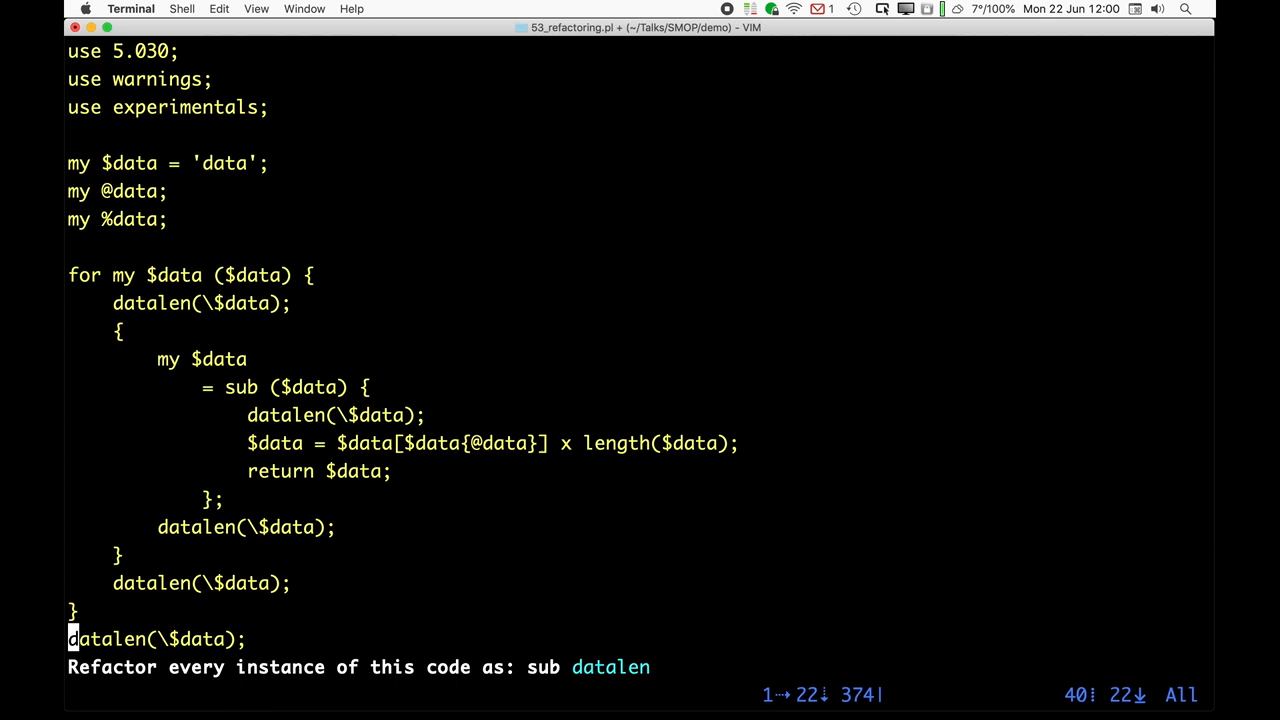 Terminal Shell Edit View Window Help 1 7°/100% Mon 22 Jun 12:00
53_refactoring.pl + (~/Talks/SMOP/demo) - VIM
use 5.030;
use warnings;
use experimentals;
my $data = 'data';
my @data;
my %data;
for my $data ($data) {
datalen(\$data);
{
my $data
= sub ($data) {
datalen(\$data);
$data = $data[$data{@data}] x length($data);
return $data;
};
datalen(\$data);
}
datalen(\$data);
}
datalen(\$data);
Refactor every instance of this code as: sub datalen
1⇢ 22⇣ 374| 40⁞ 22↓ All